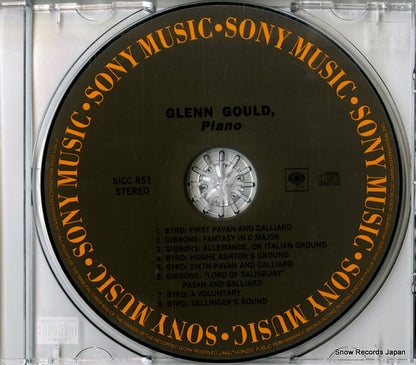 SONY MUSIC • SONY MUSIC • SONY MUSIC • SONY MUSIC • SONY MUSIC •
GLENN GOULD,
Piano
SICC 851
STEREO
1. BYRD: FIRST PAVAN AND GALLIARD
2. GIBBONS: FANTASY IN C MAJOR
3. GIBBONS: ALLEMANDE, OR ITALIAN GROUND
4. BYRD: HUGHE ASHTON'S GROUND
5. BYRD: SIXTH PAVAN AND GALLIARD
6. GIBBONS: "LORD OF SALISBURY"
PAVAN AND GALLIARD
7. BYRD: A VOLUNTARY
8. BYRD: SELLINGER'S ROUND
Snow Records Japan